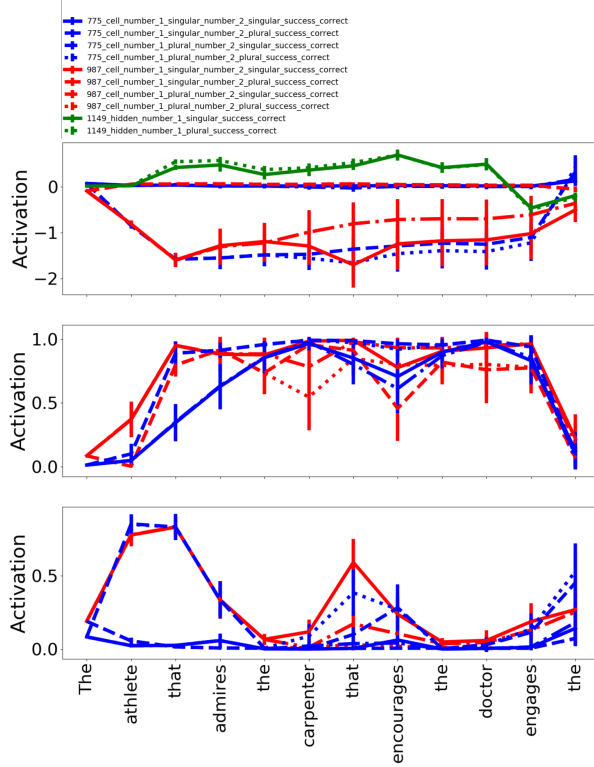 775_cell_number_1_singular_number_2_singular_success_correct
775_cell_number_1_singular_number_2_plural_success_correct
775_cell_number_1_plural_number_2_singular_success_correct
775_cell_number_1_plural_number_2_plural_success_correct
987_cell_number_1_singular_number_2_singular_success_correct
987_cell_number_1_singular_number_2_plural_success_correct
987_cell_number_1_plural_number_2_singular_success_correct
987_cell_number_1_plural_number_2_plural_success_correct
1149_hidden_number_1_singular_success_correct
1149_hidden_number_1_plural_success_correct
Activation
0
−1
−2
Activation
1.0
0.5
0.0
Activation
0.5
0.0
The
athlete
that
admires
the
carpenter
that
encourages
the
doctor
engages
the